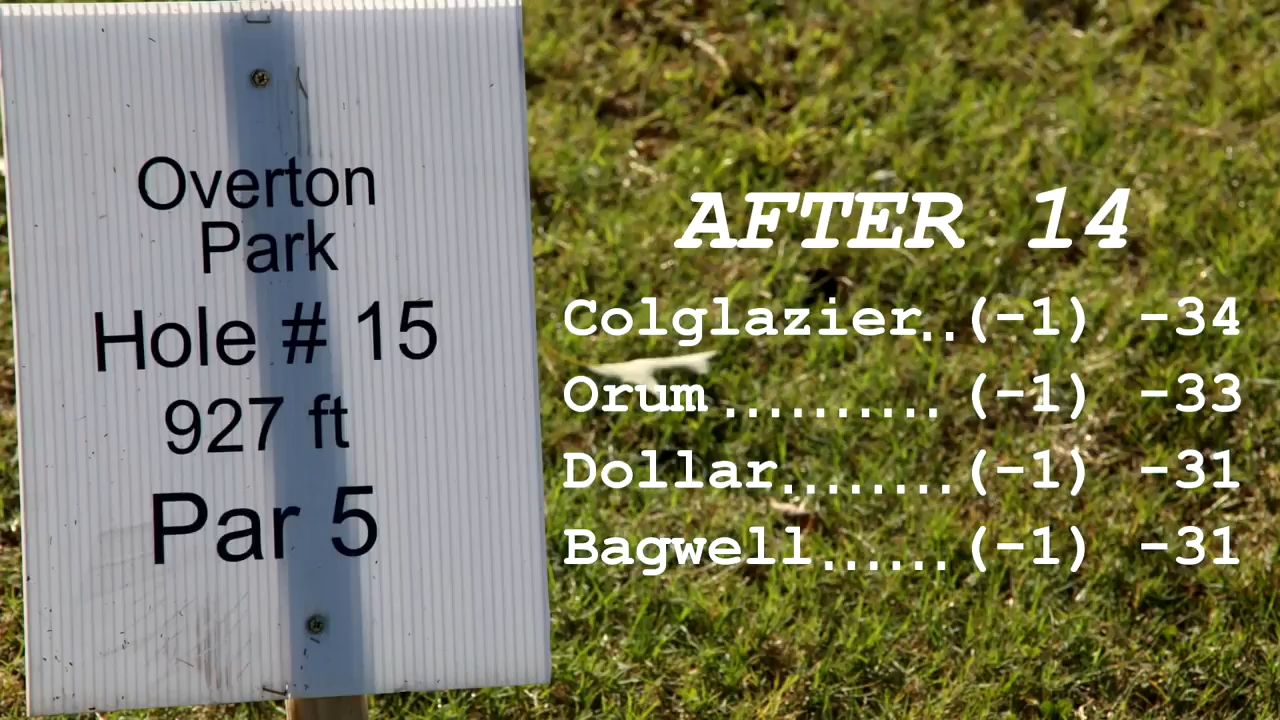 Overton
Park
Hole # 15
927 ft
Par 5
AFTER 14
Colglazier..(-1) -34
Orum..........(-1) -33
Dollar........(-1) -31
Bagwell......(-1) -31